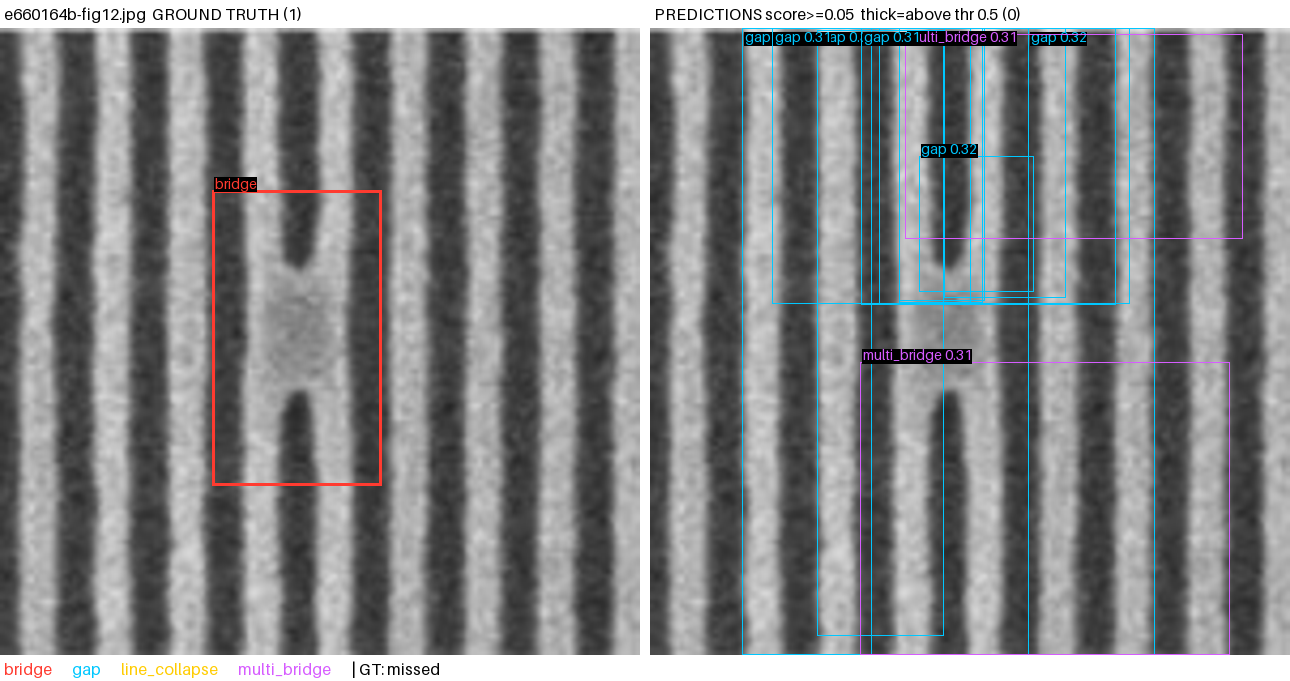 e660164b-fig12.jpg  GROUND TRUTH (1)
PREDICTIONS score>=0.05  thick=above thr 0.5 (0)
gap gap 0.31 ap 0. gap 0.31 ulti_bridge 0.31 gap 0.32
gap 0.32
bridge
multi_bridge 0.31
bridge gap line_collapse multi_bridge | GT: missed